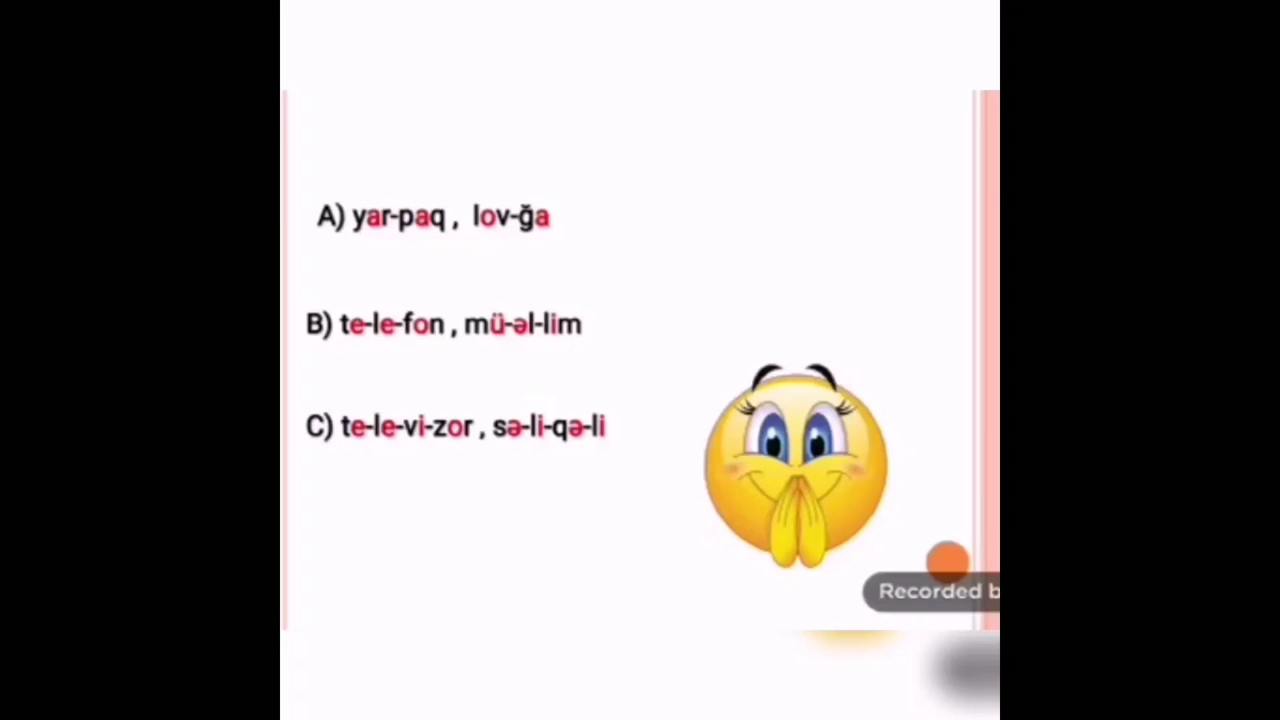 A) yar-paq , lov-ğa
B) te-le-fon , mü-əl-lim
C) te-le-vi-zor , sə-li-qə-li
Recorded b